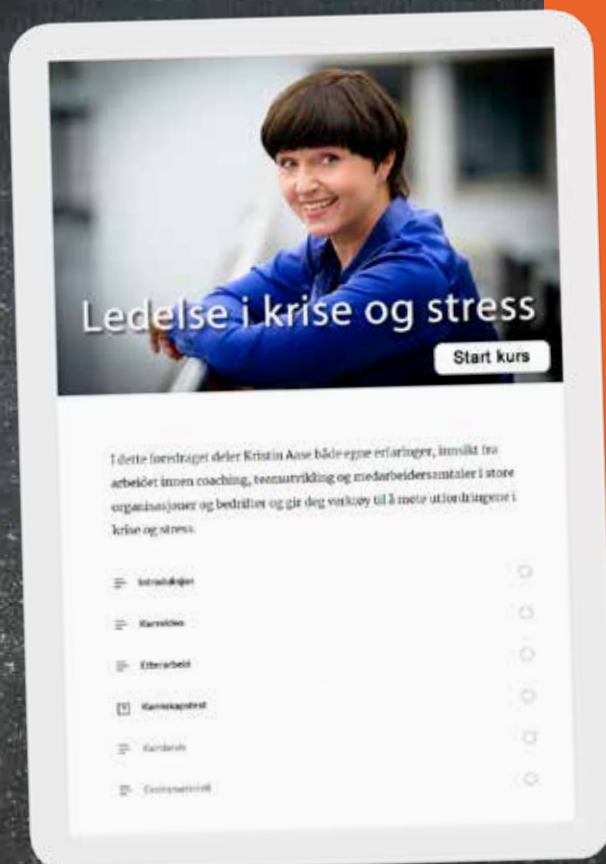 Ledelse i krise og stress
Start kurs
I dette foredraget deler Kristin Aase både egne erfaringer, innsikt fra
arbeidet innen coaching, teamutvikling og medarbeidersamtaler i store
organisasjoner og bedrifter og gir deg verktøy til å møte utfordringene i
krise og stress.
Introduksjon
Kursvideo
Etterarbeid
Kunnskapstest
Kursbevis